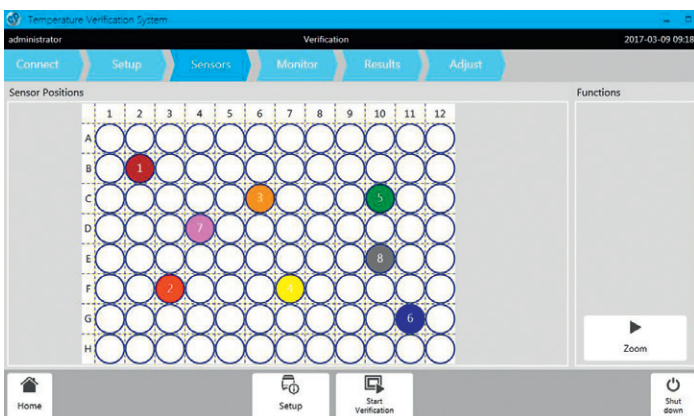 Temperature Verification System
administrator Verification 2017-03-09 09:18
Connect Setup Sensors Monitor Results Adjust
Sensor Positions Functions
1 2 3 4 5 6 7 8 9 10 11 12
A
B 1
C 3 5
D 7
E 8
F 2 4
G 6
H
Zoom
Home Setup Start Verification Shut down